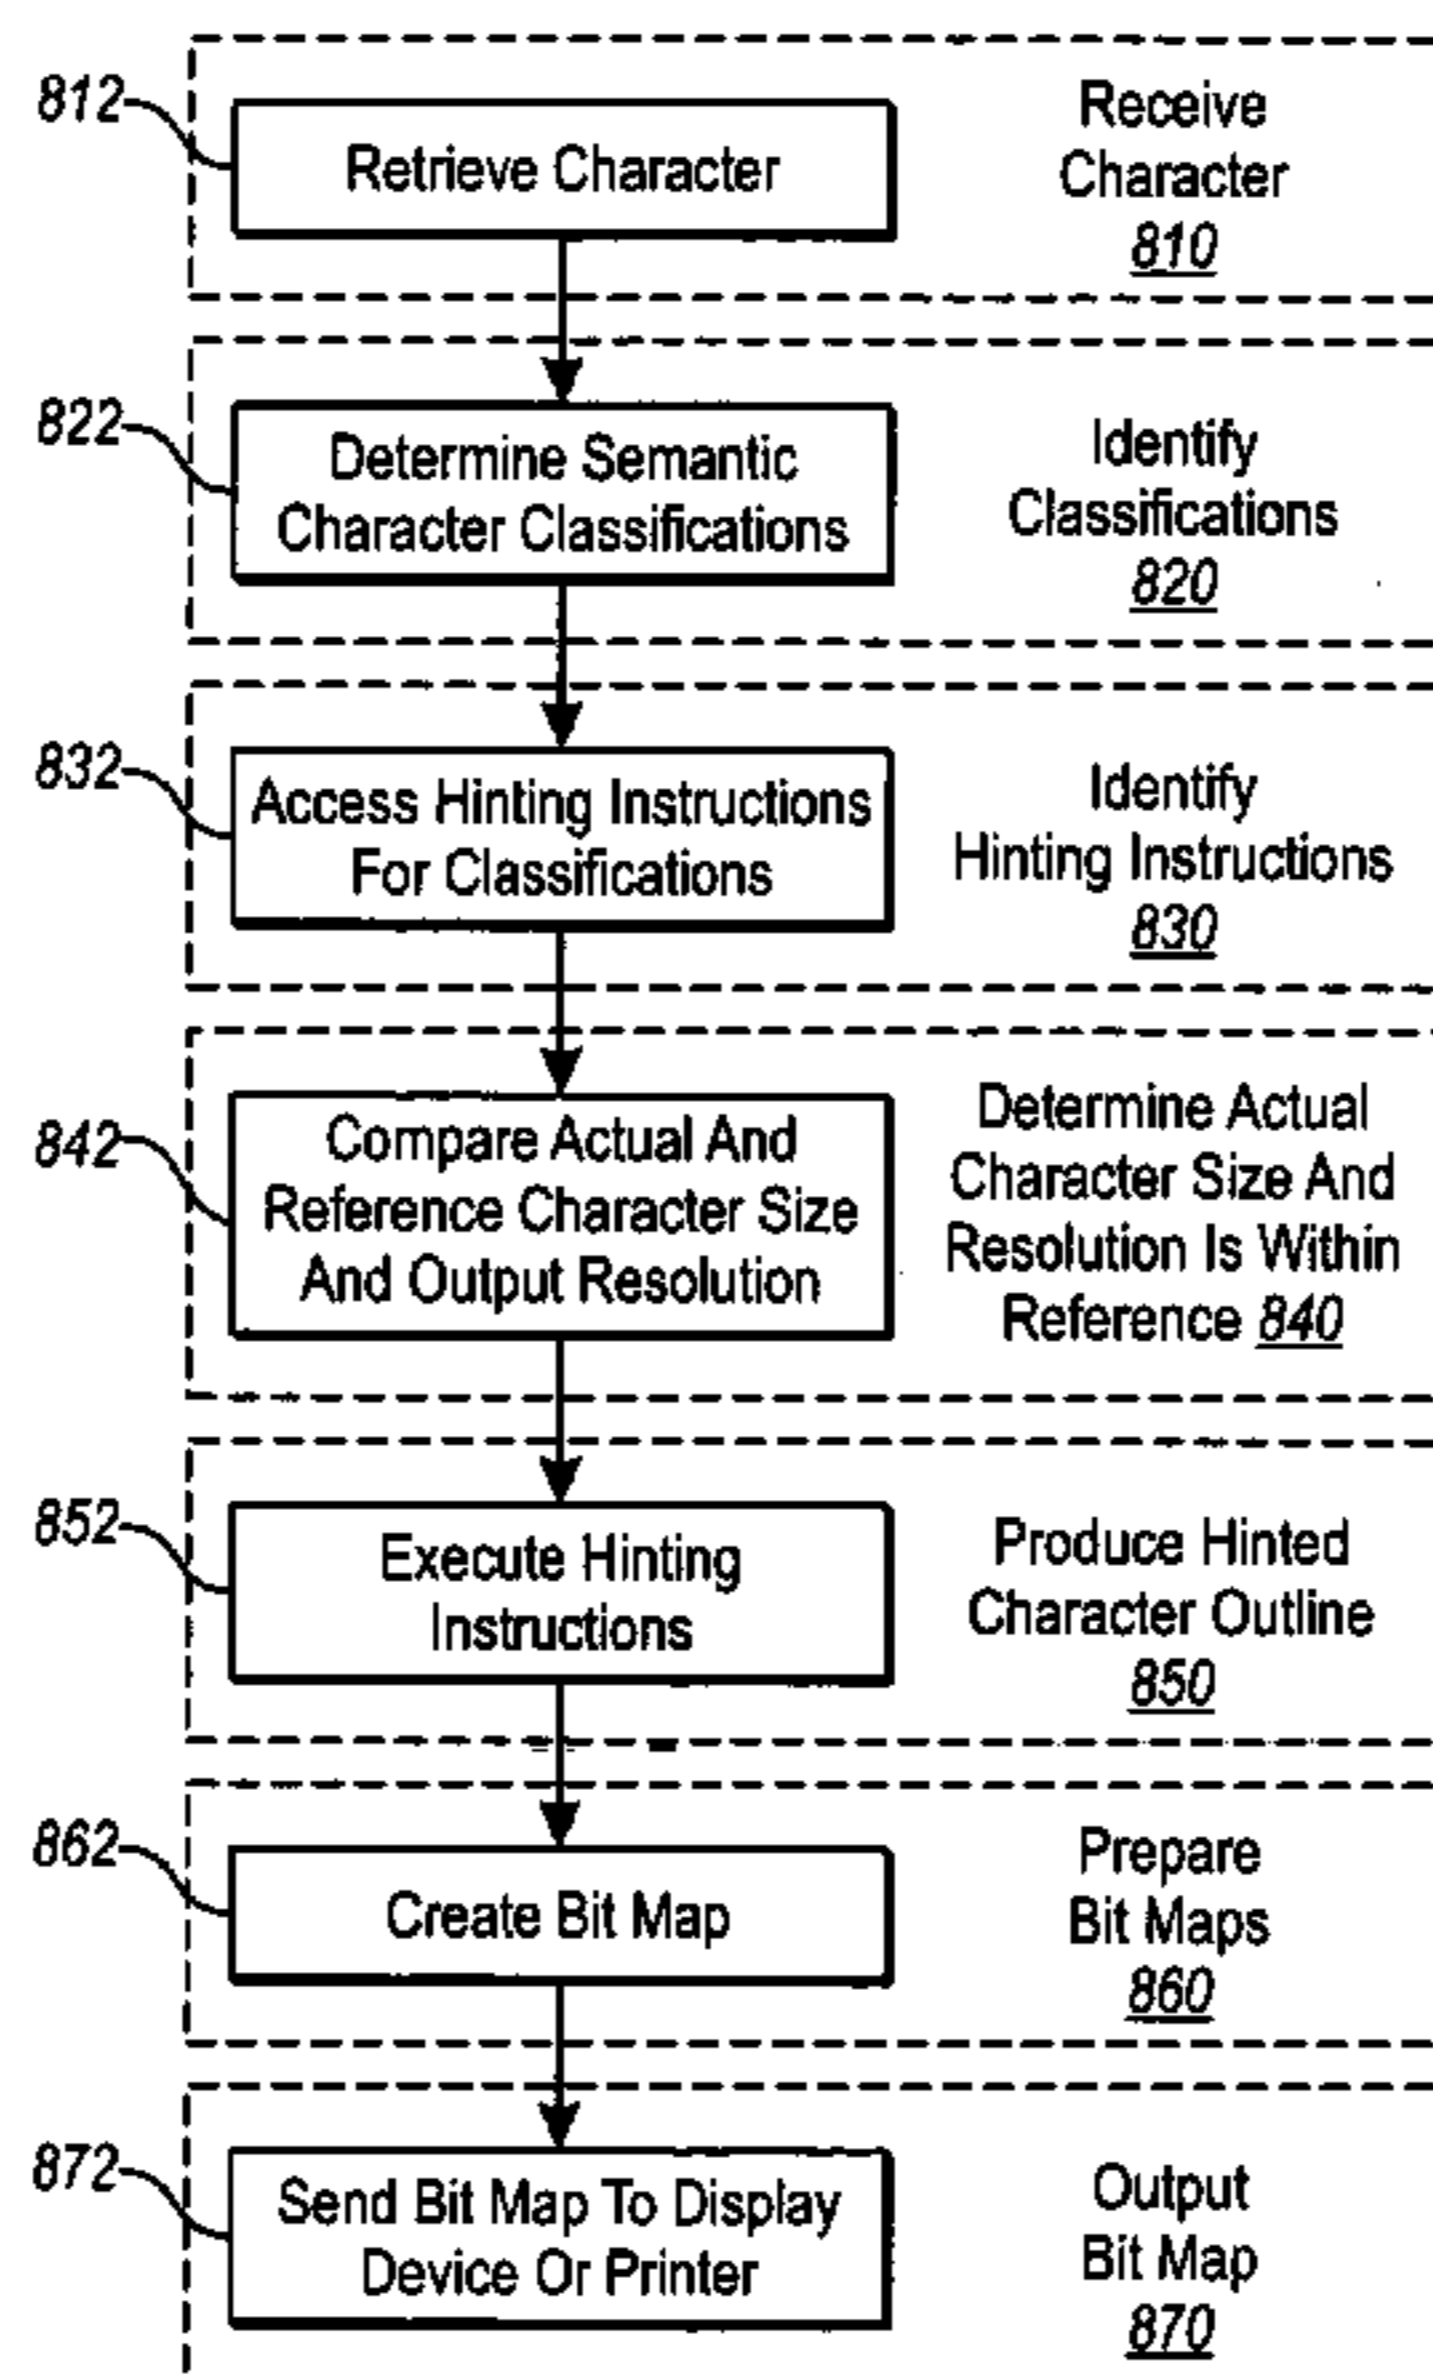 812
Retrieve Character
Receive
Character
810
822
Determine Semantic
Character Classifications
Identify
Classifications
820
832
Access Hinting Instructions
For Classifications
Identify
Hinting Instructions
830
842
Compare Actual And
Reference Character Size
And Output Resolution
Determine Actual
Character Size And
Resolution Is Within
Reference 840
852
Execute Hinting
Instructions
Produce Hinted
Character Outline
850
862
Create Bit Map
Prepare
Bit Maps
860
872
Send Bit Map To Display
Device Or Printer
Output
Bit Map
870